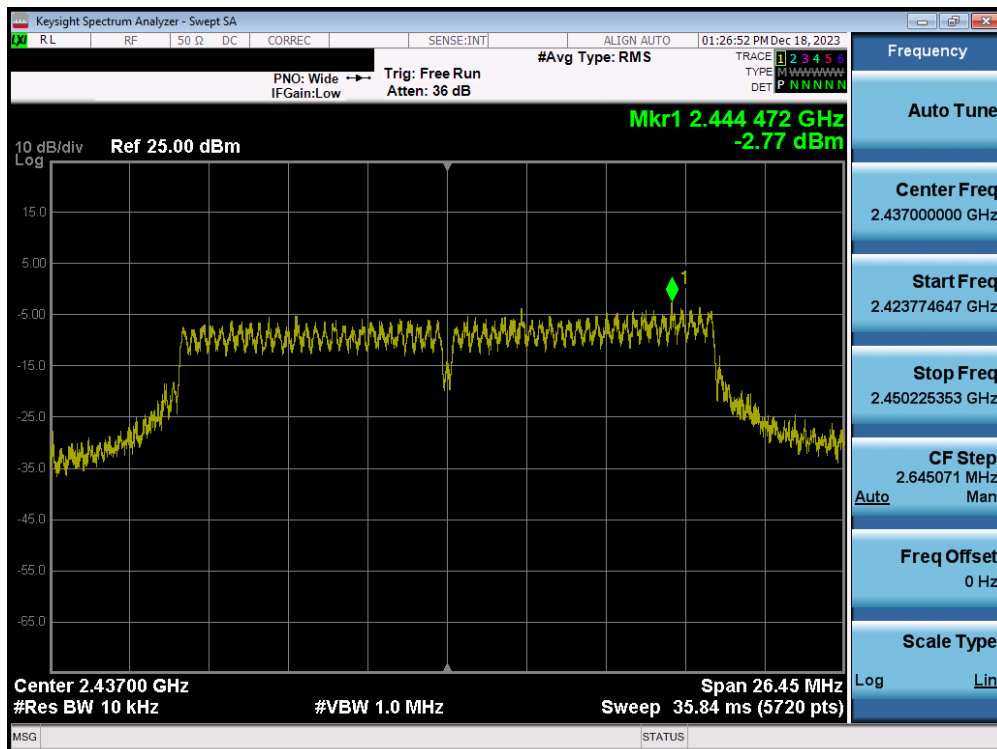 Keysight Spectrum Analyzer - Swept SA
LXI RL RF 50 Ω DC CORREC SENSE:INT ALIGN AUTO 01:26:52 PM Dec 18, 2023
PNO: Wide Trig: Free Run #Avg Type: RMS TRACE 1 2 3 4 5 6
IFGain:Low Atten: 36 dB TYPE M WWWWW
DET P N N N N N
Frequency
Mkr1 2.444 472 GHz
-2.77 dBm
10 dB/div Ref 25.00 dBm
Log
15.0
5.00
-5.00
-15.0
-25.0
-35.0
-45.0
-55.0
-65.0
1
Center 2.43700 GHz Span 26.45 MHz
#Res BW 10 kHz #VBW 1.0 MHz Sweep 35.84 ms (5720 pts)
Auto Tune
Center Freq
2.437000000 GHz
Start Freq
2.423774647 GHz
Stop Freq
2.450225353 GHz
CF Step
2.645071 MHz
Auto Man
Freq Offset
0 Hz
Scale Type
Log Lin
MSG STATUS